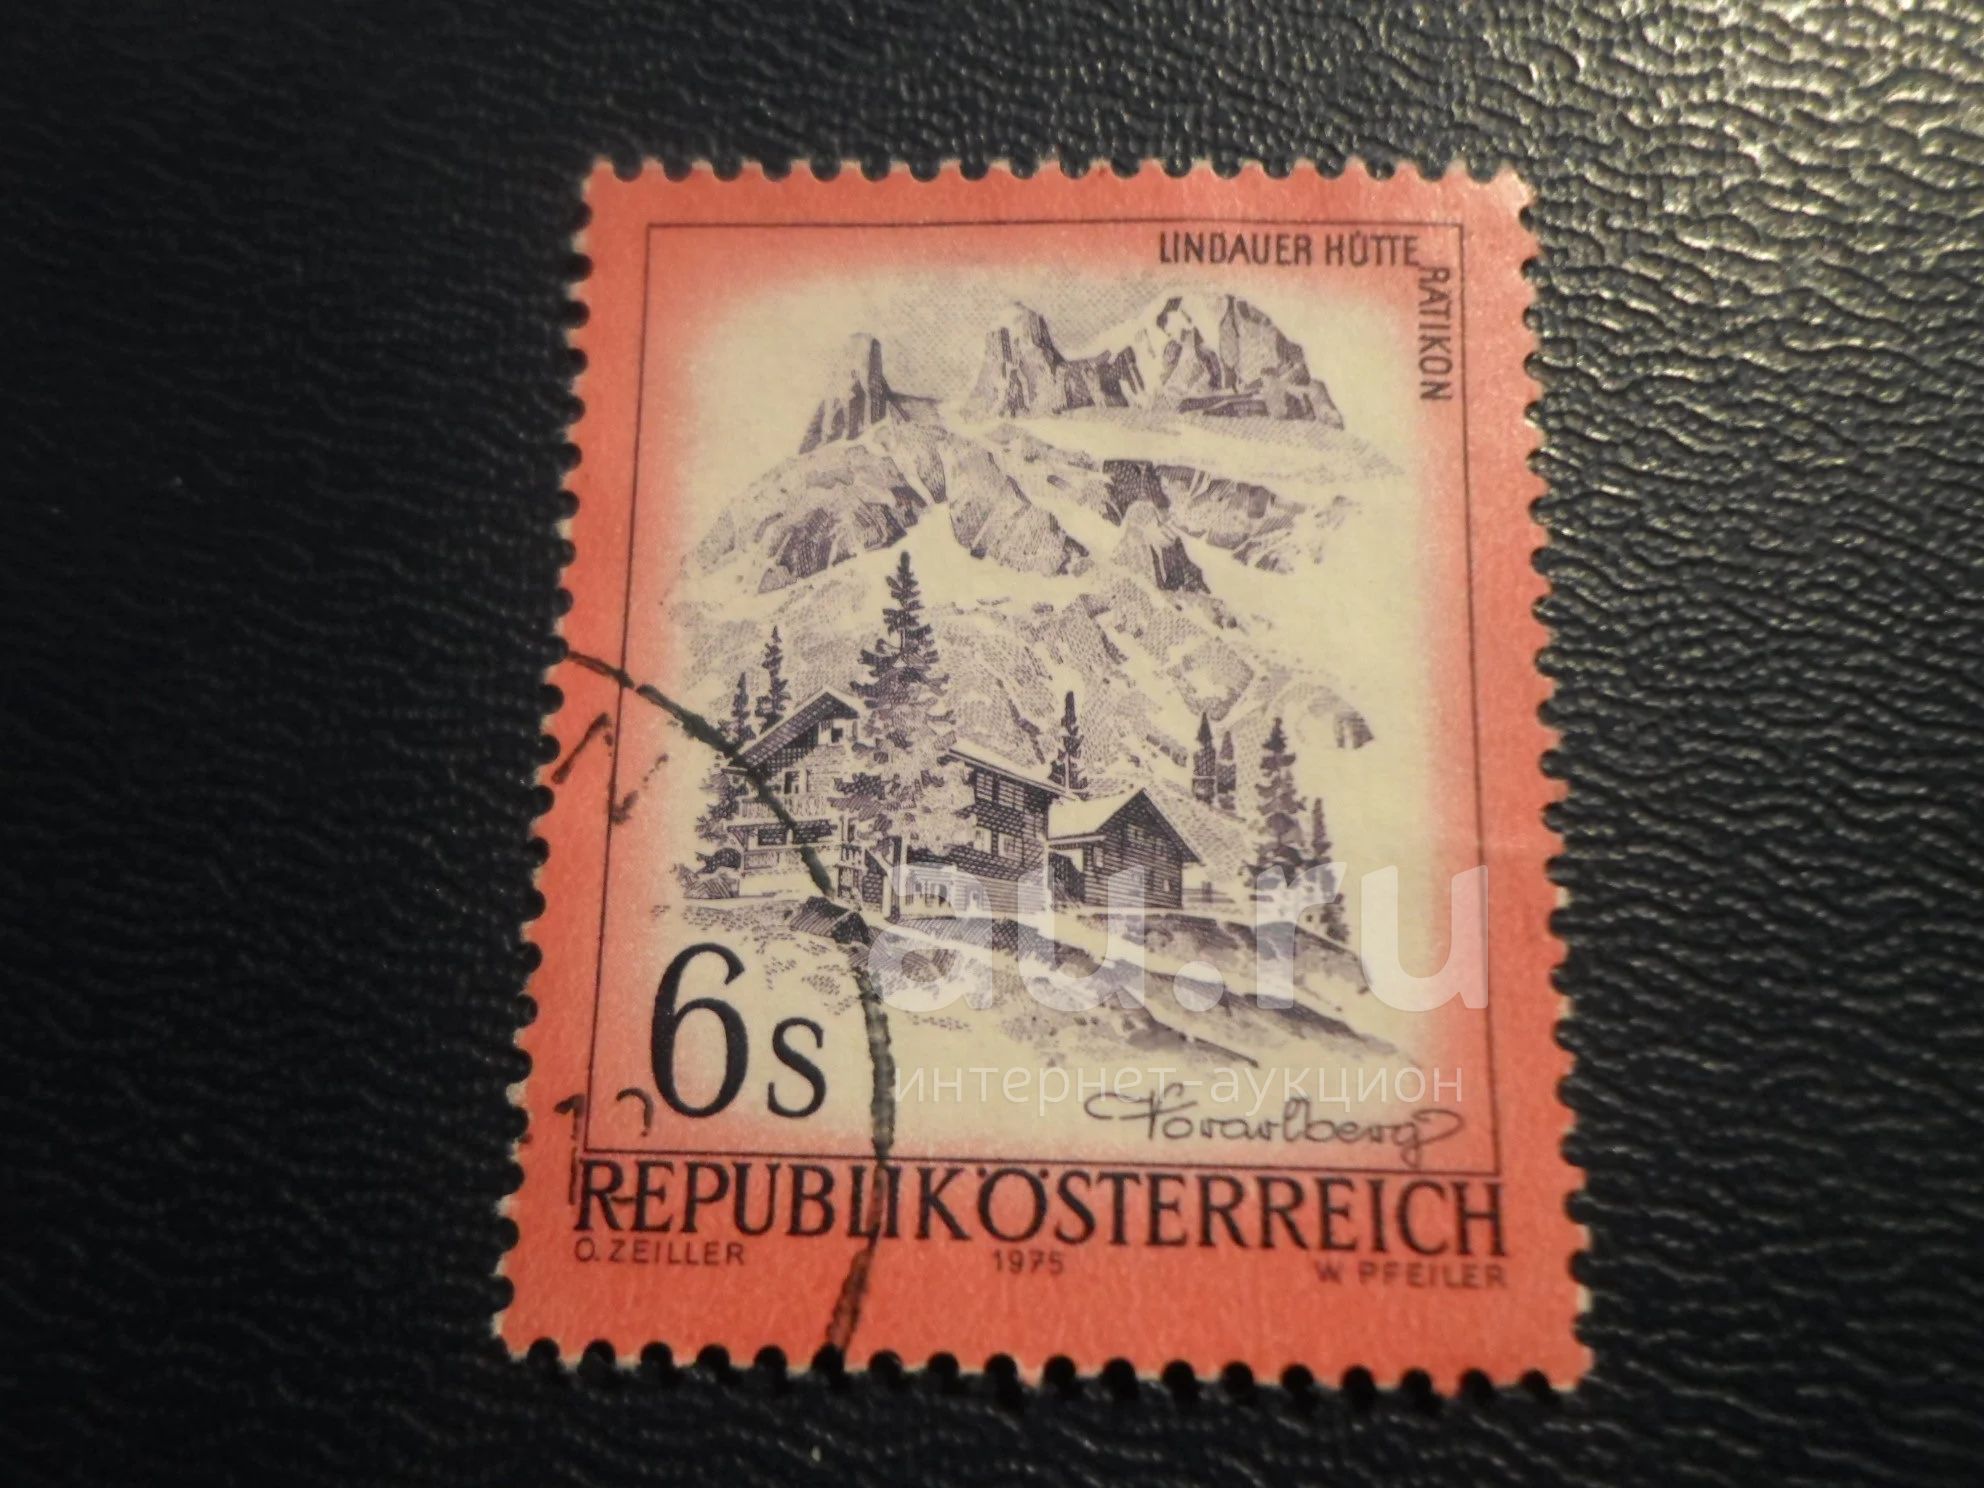 LINDAUER HÜTTE
RÄTIKON
6s
Vorarlberg
REPUBLIK ÖSTERREICH
O. ZEILLER 1975 W. PFEILER
au.ru
интернет-аукцион